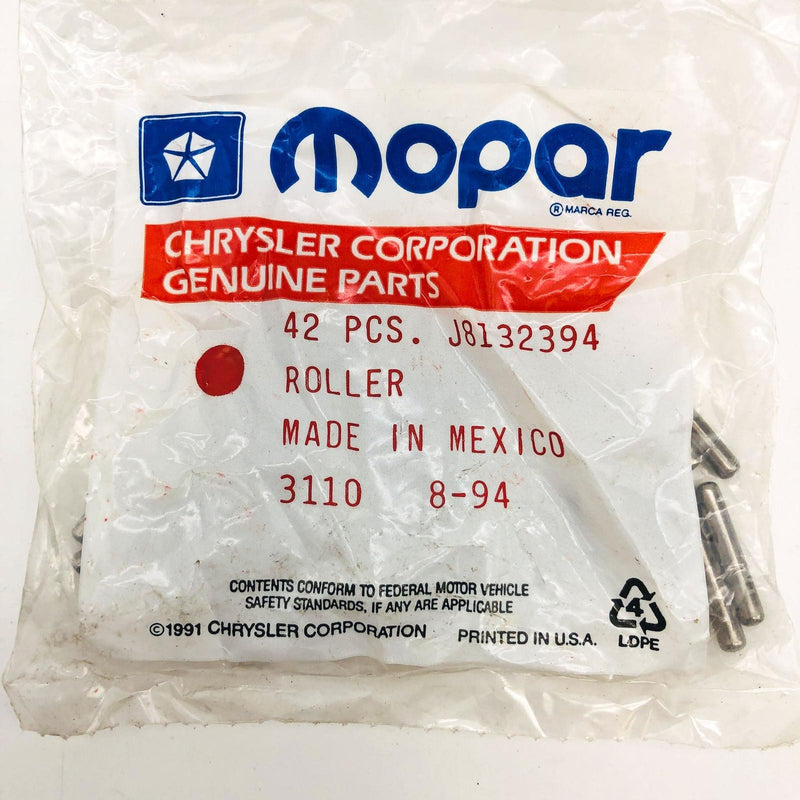 mopar
® MARCA REG.
CHRYSLER CORPORATION
GENUINE PARTS
42 PCS. J8132394
ROLLER
MADE IN MEXICO
3110 8-94
CONTENTS CONFORM TO FEDERAL MOTOR VEHICLE
SAFETY STANDARDS, IF ANY ARE APPLICABLE
©1991 CHRYSLER CORPORATION PRINTED IN U.S.A.
4
LDPE